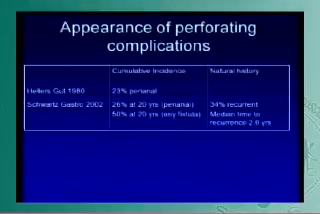 Appearance of perforating
complications
Cumulative Incidence Natural history
Hellers Gut 1980 23% perianal
Schwartz Gastro 2002 26% at 20 yrs (perianal) 34% recurrent
50% at 20 yrs (any fistula) Median time to
recurrence 2.9 yrs